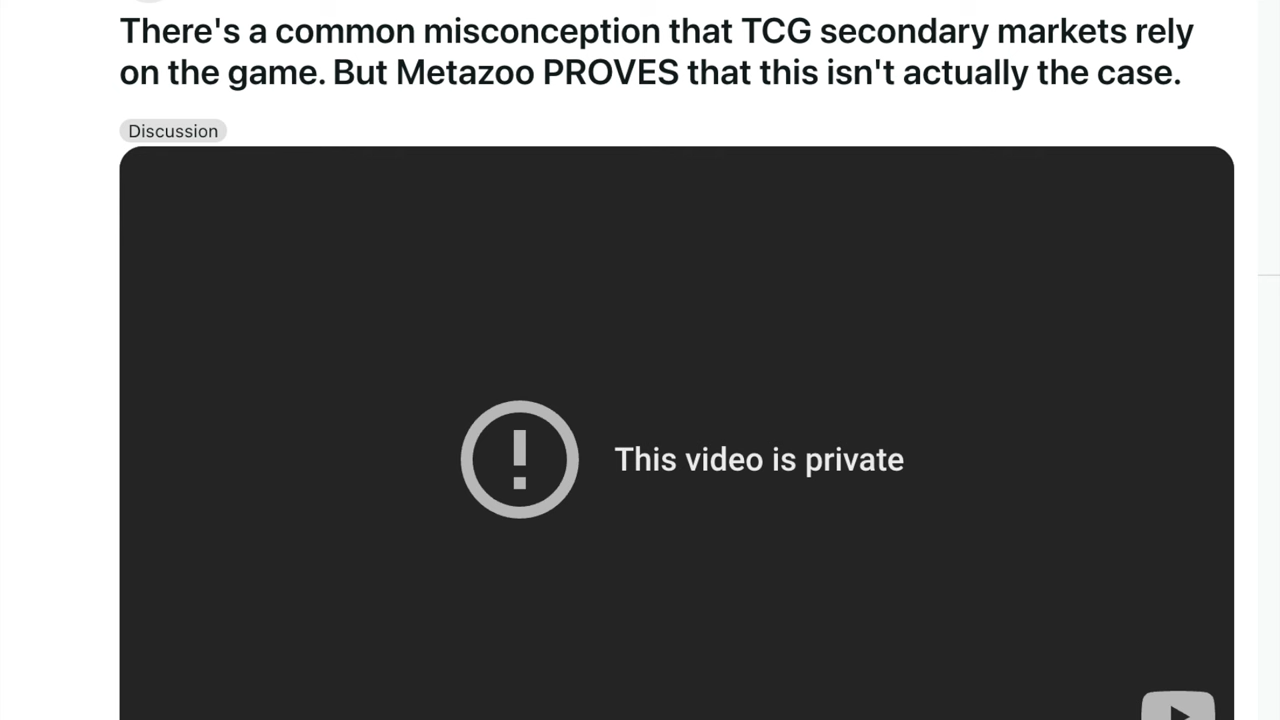 There's a common misconception that TCG secondary markets rely
on the game. But Metazoo PROVES that this isn't actually the case.
Discussion
This video is private